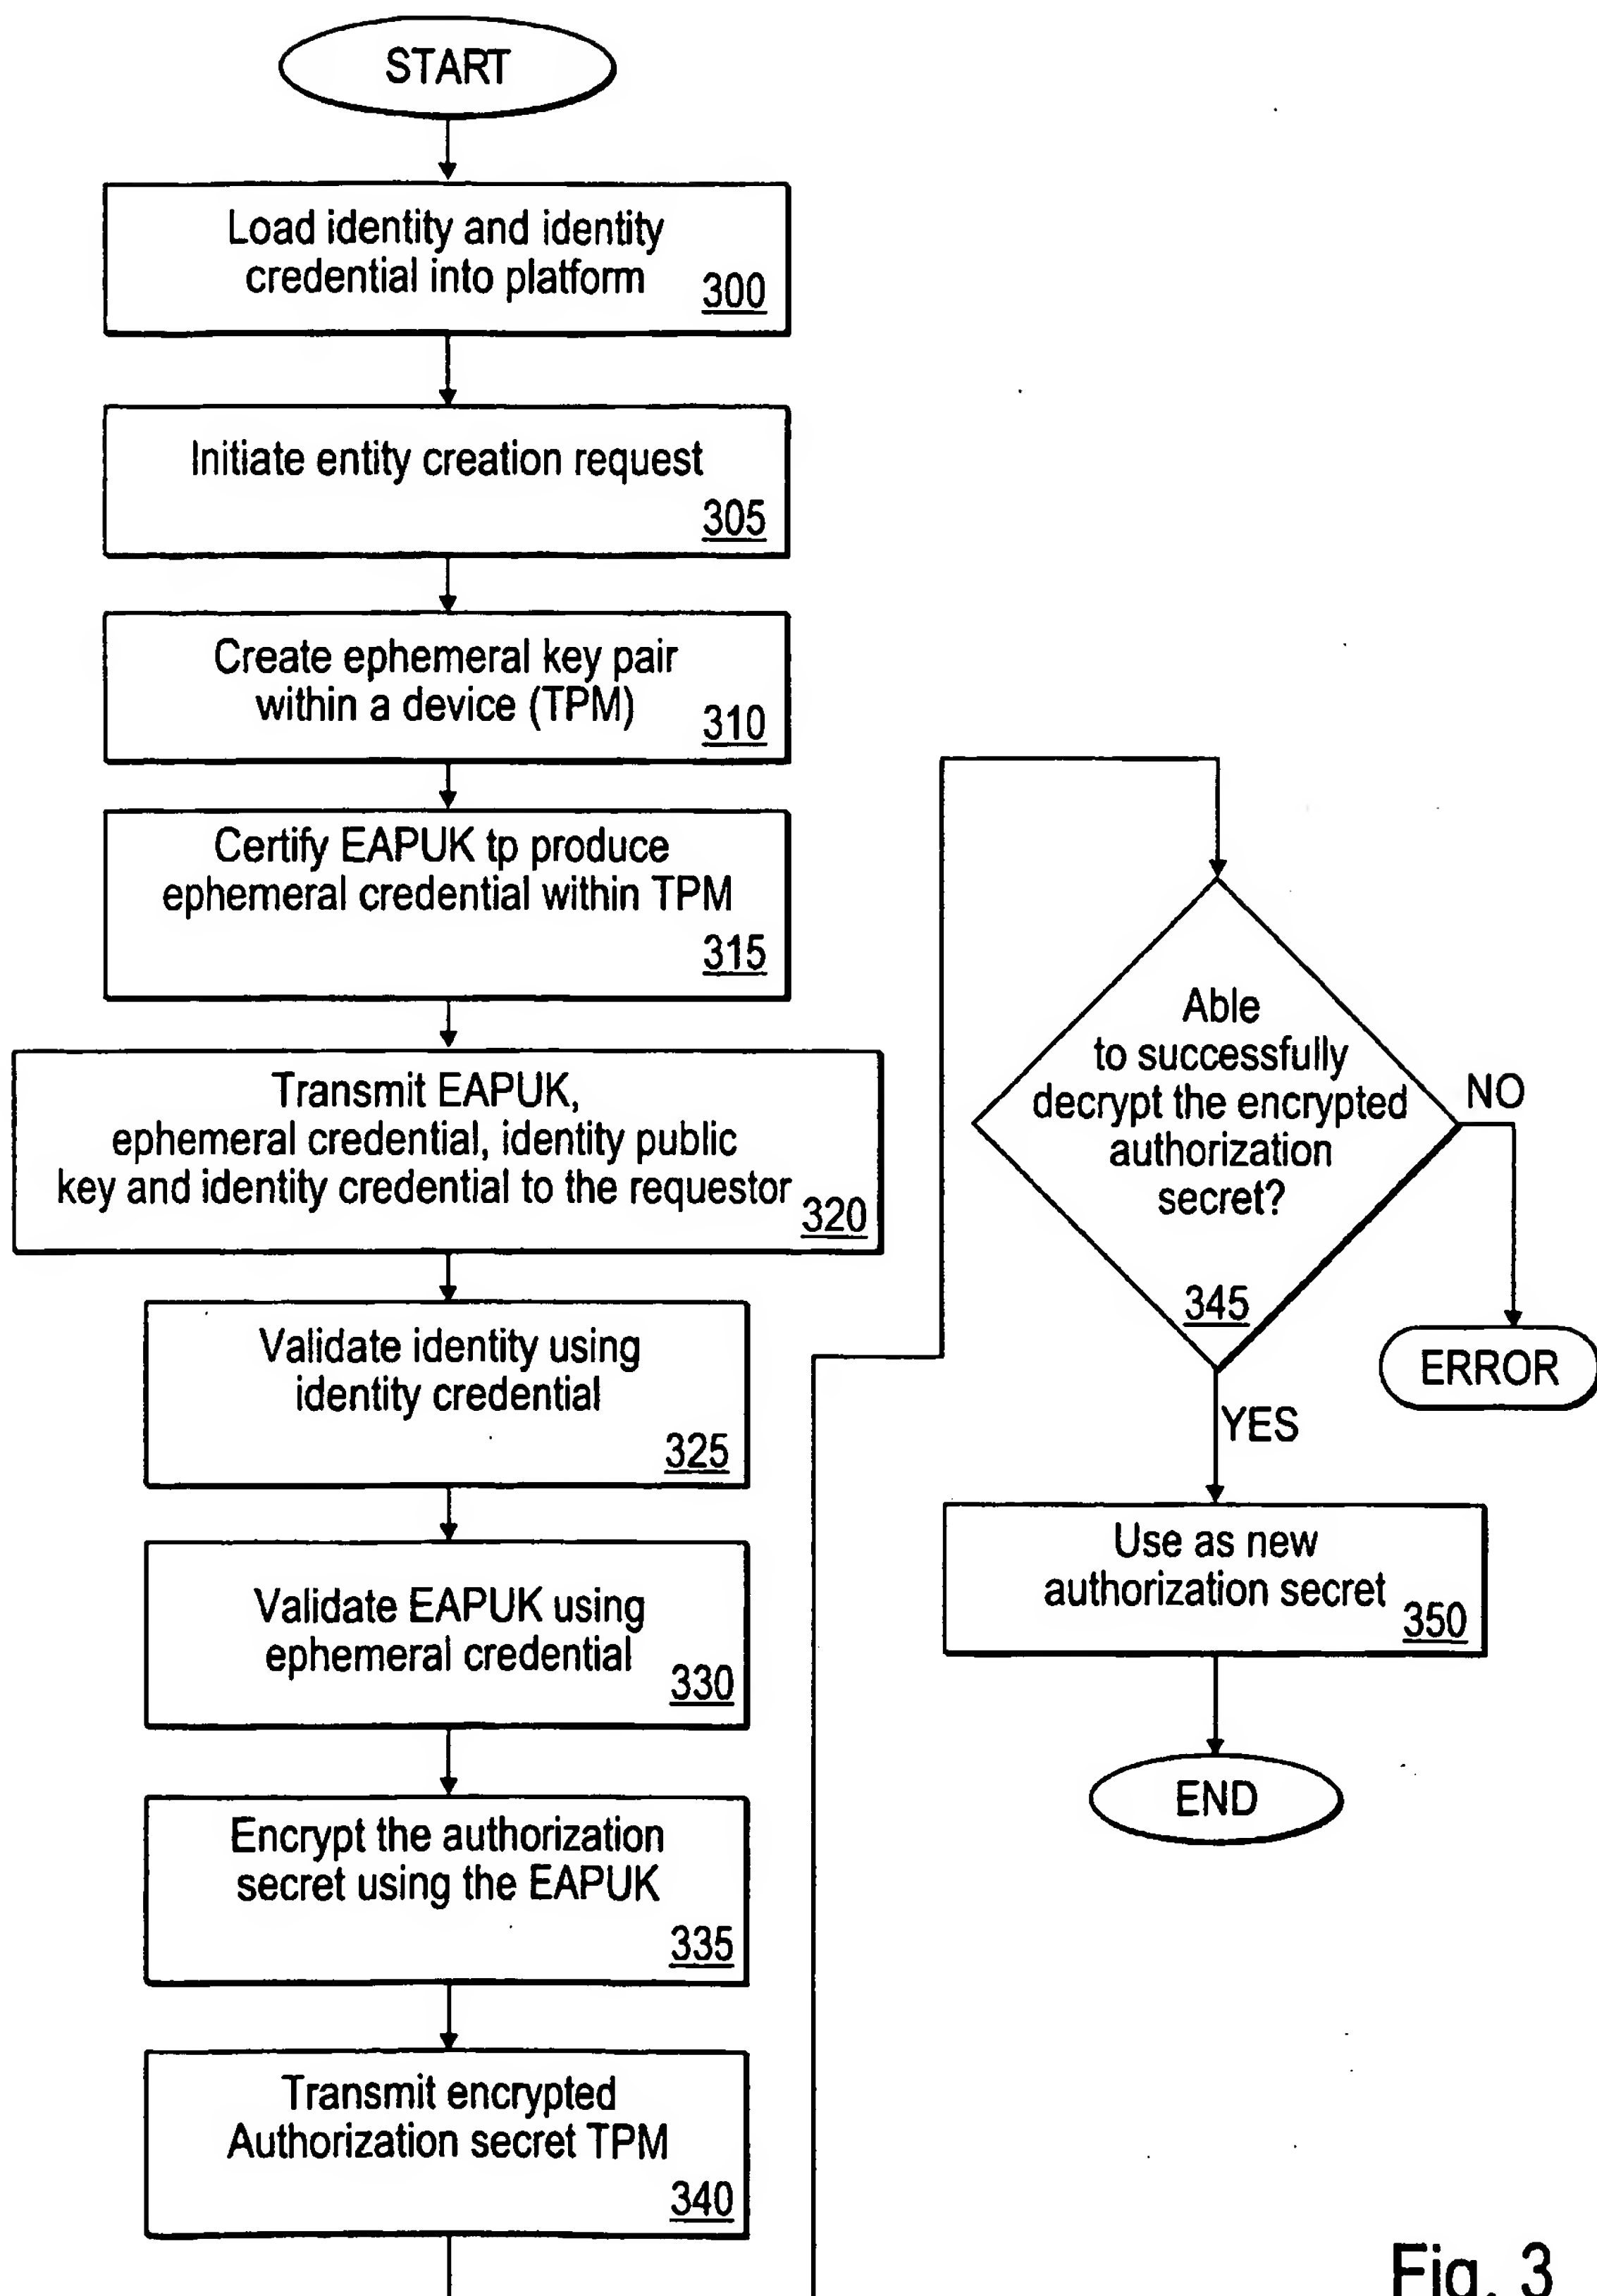 START
Load identity and identity
credential into platform
300
Initiate entity creation request
305
Create ephemeral key pair
within a device (TPM)
310
Certify EAPUK tp produce
ephemeral credential within TPM
315
Transmit EAPUK,
ephemeral credential, identity public
key and identity credential to the requestor
320
Validate identity using
identity credential
325
Validate EAPUK using
ephemeral credential
330
Encrypt the authorization
secret using the EAPUK
335
Transmit encrypted
Authorization secret TPM
340
Able
to successfully
decrypt the encrypted
authorization
secret?
345
NO
ERROR
YES
Use as new
authorization secret
350
END
Fig. 3